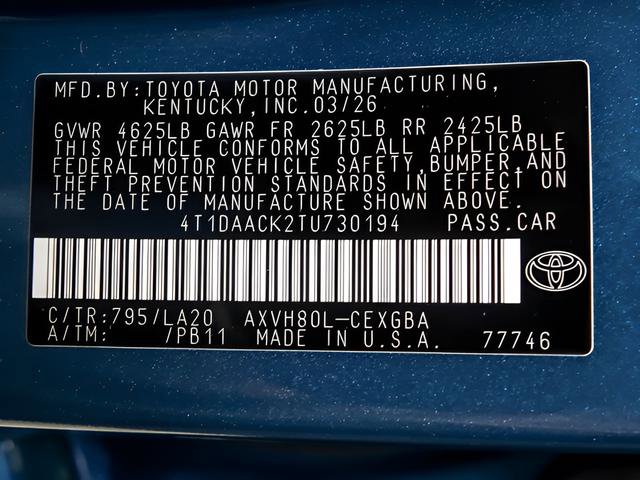 MFD.BY:TOYOTA MOTOR MANUFACTURING,
KENTUCKY,INC.03/26
GVWR 4625LB GAWR FR 2625LB RR 2425LB
THIS VEHICLE CONFORMS TO ALL APPLICABLE
FEDERAL MOTOR VEHICLE SAFETY,BUMPER,AND
THEFT PREVENTION STANDARDS IN EFFECT ON
THE DATE OF MANUFACTURE SHOWN ABOVE.
4T1DAACK2TU730194 PASS.CAR
C/TR:795/LA20 AXVH80L-CEXGBA
A/TM: /PB11 MADE IN U.S.A. 77746